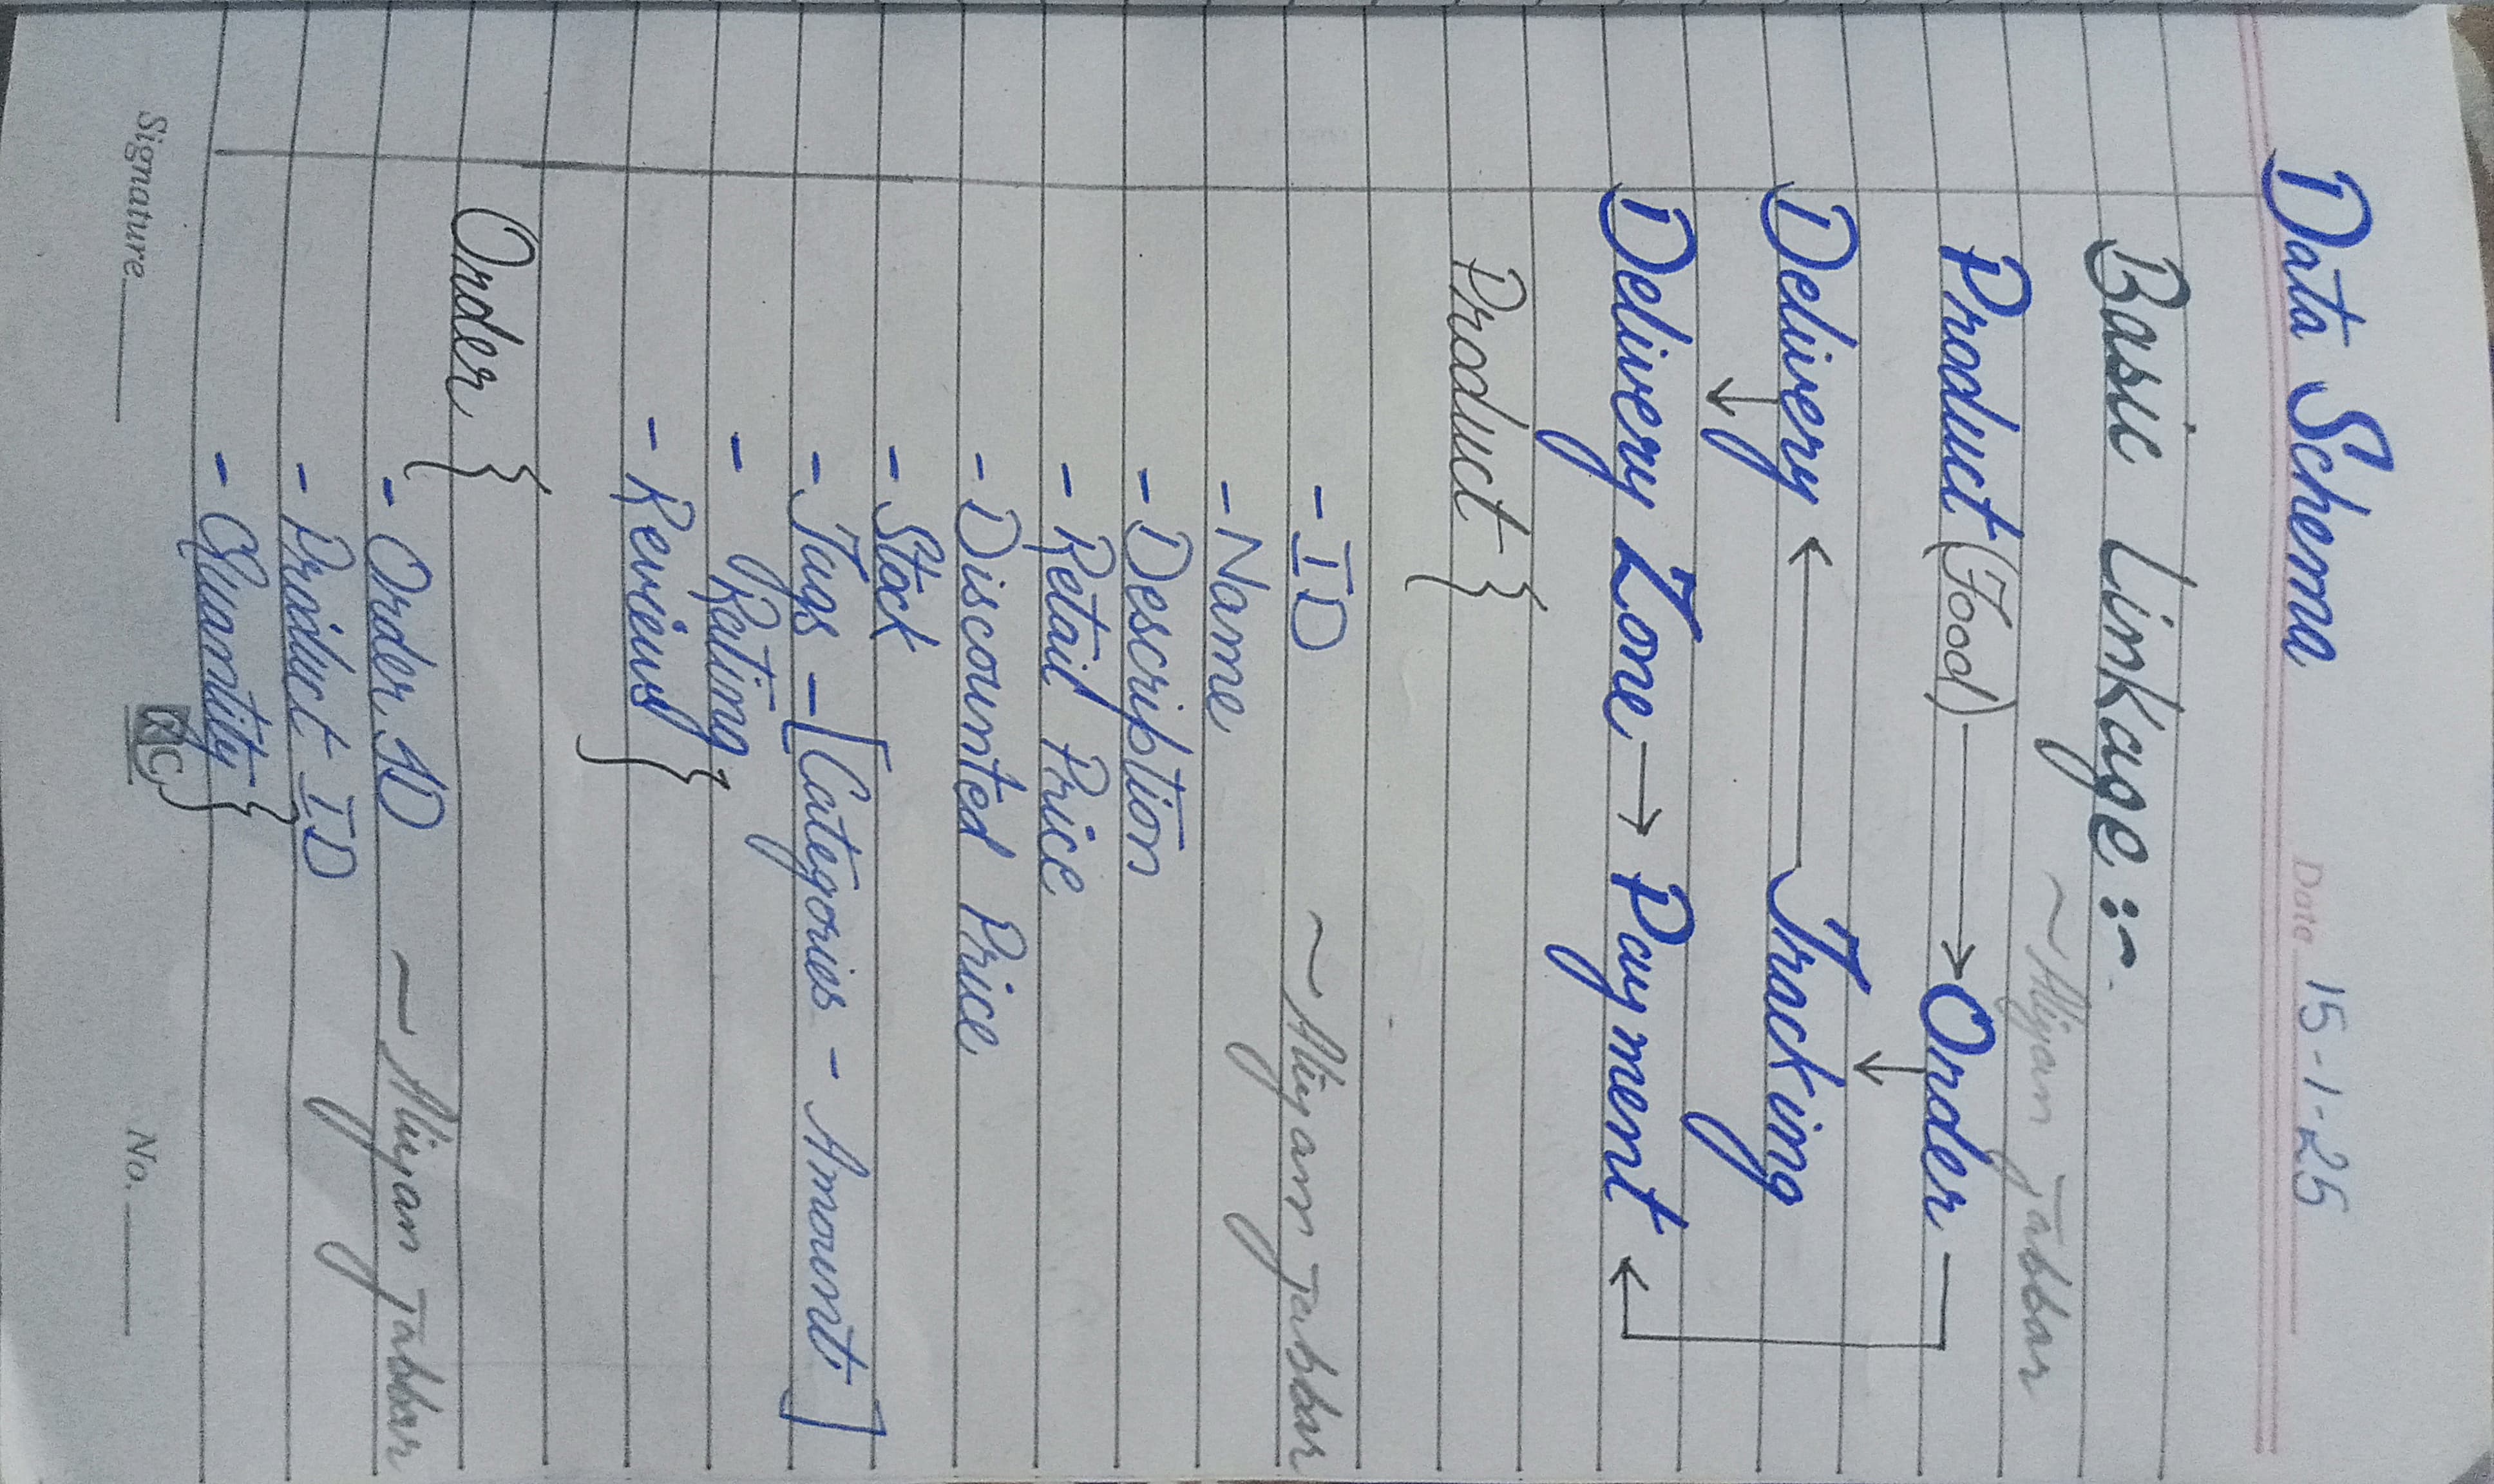 Data Schema Date 15-1-25
Basic Linkage :-
~ Aliyan Jabbar
Product (Food) → Order
Delivery ← Tracking
Delivery Zone → Payment ←
Product {
- ID ~ Aliyan Jabbar
- Name
- Description
- Retail Price
- Discounted Price
- Stock
- Tags - [Categories - Amount]
- Rating
- Reviews }
Order {
- Order ID ~ Aliyan Jabbar
- Product ID
- Quantity }
Signature RC No.